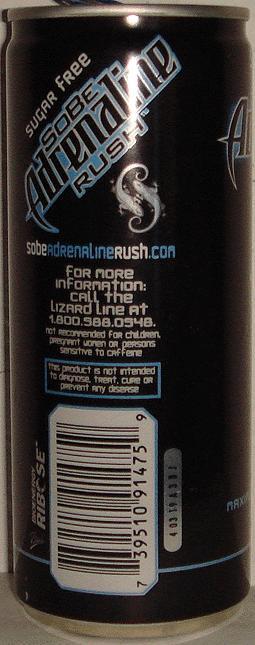 SUGAR FREE
SOBE
Adrenaline
RUSH
sobeadrenalinerush.com
For more
information:
call the
Lizard Line at
1.800.588.0548.
not recommended for children,
pregnant women or persons
sensitive to caffeine
this product is not intended
to diagnose, treat, cure or
prevent any disease
RIBOSE
7 39510 91475 9